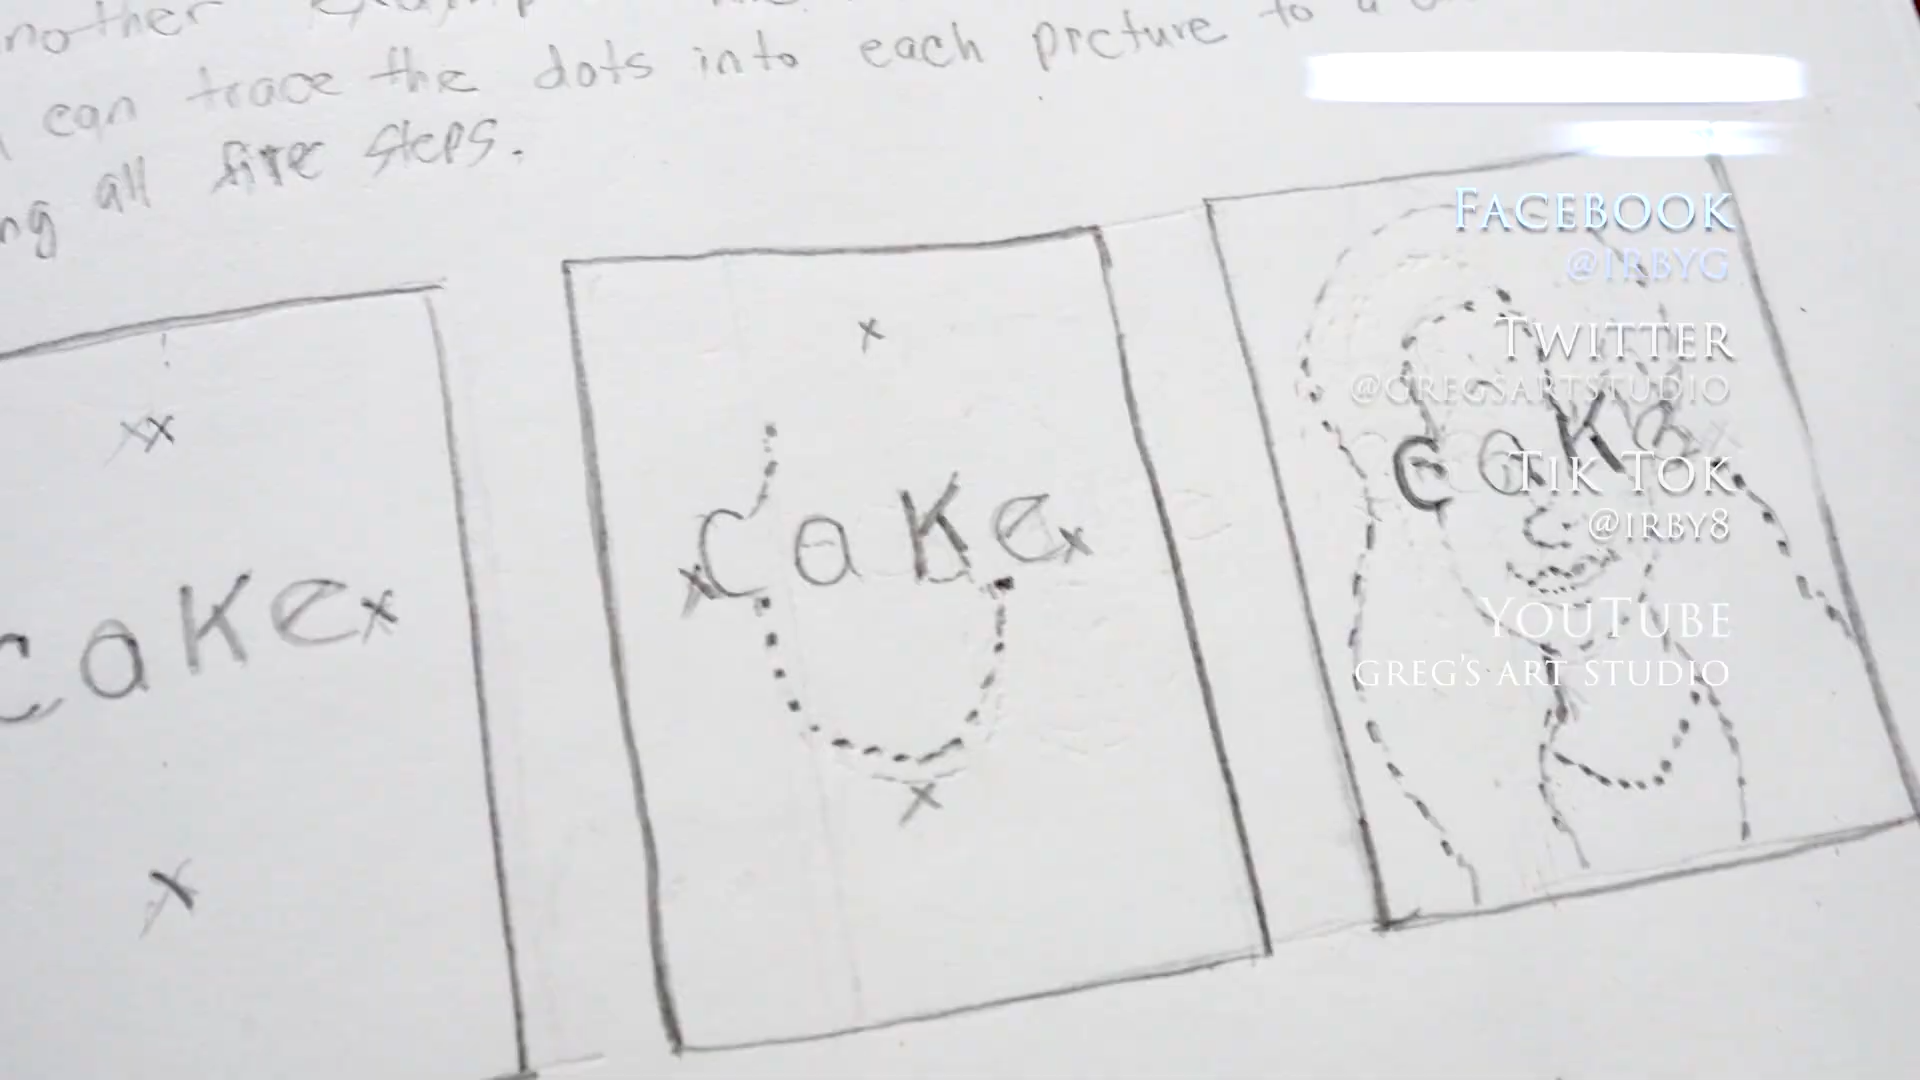 another
can trace the dots into each picture to a
ng all five steps.
cake x
x
x
x
cake x
x
x
cake
FACEBOOK
@IRBYG
TWITTER
@GREGSARTSTUDIO
TIK TOK
@IRBY8
YOUTUBE
GREG'S ART STUDIO